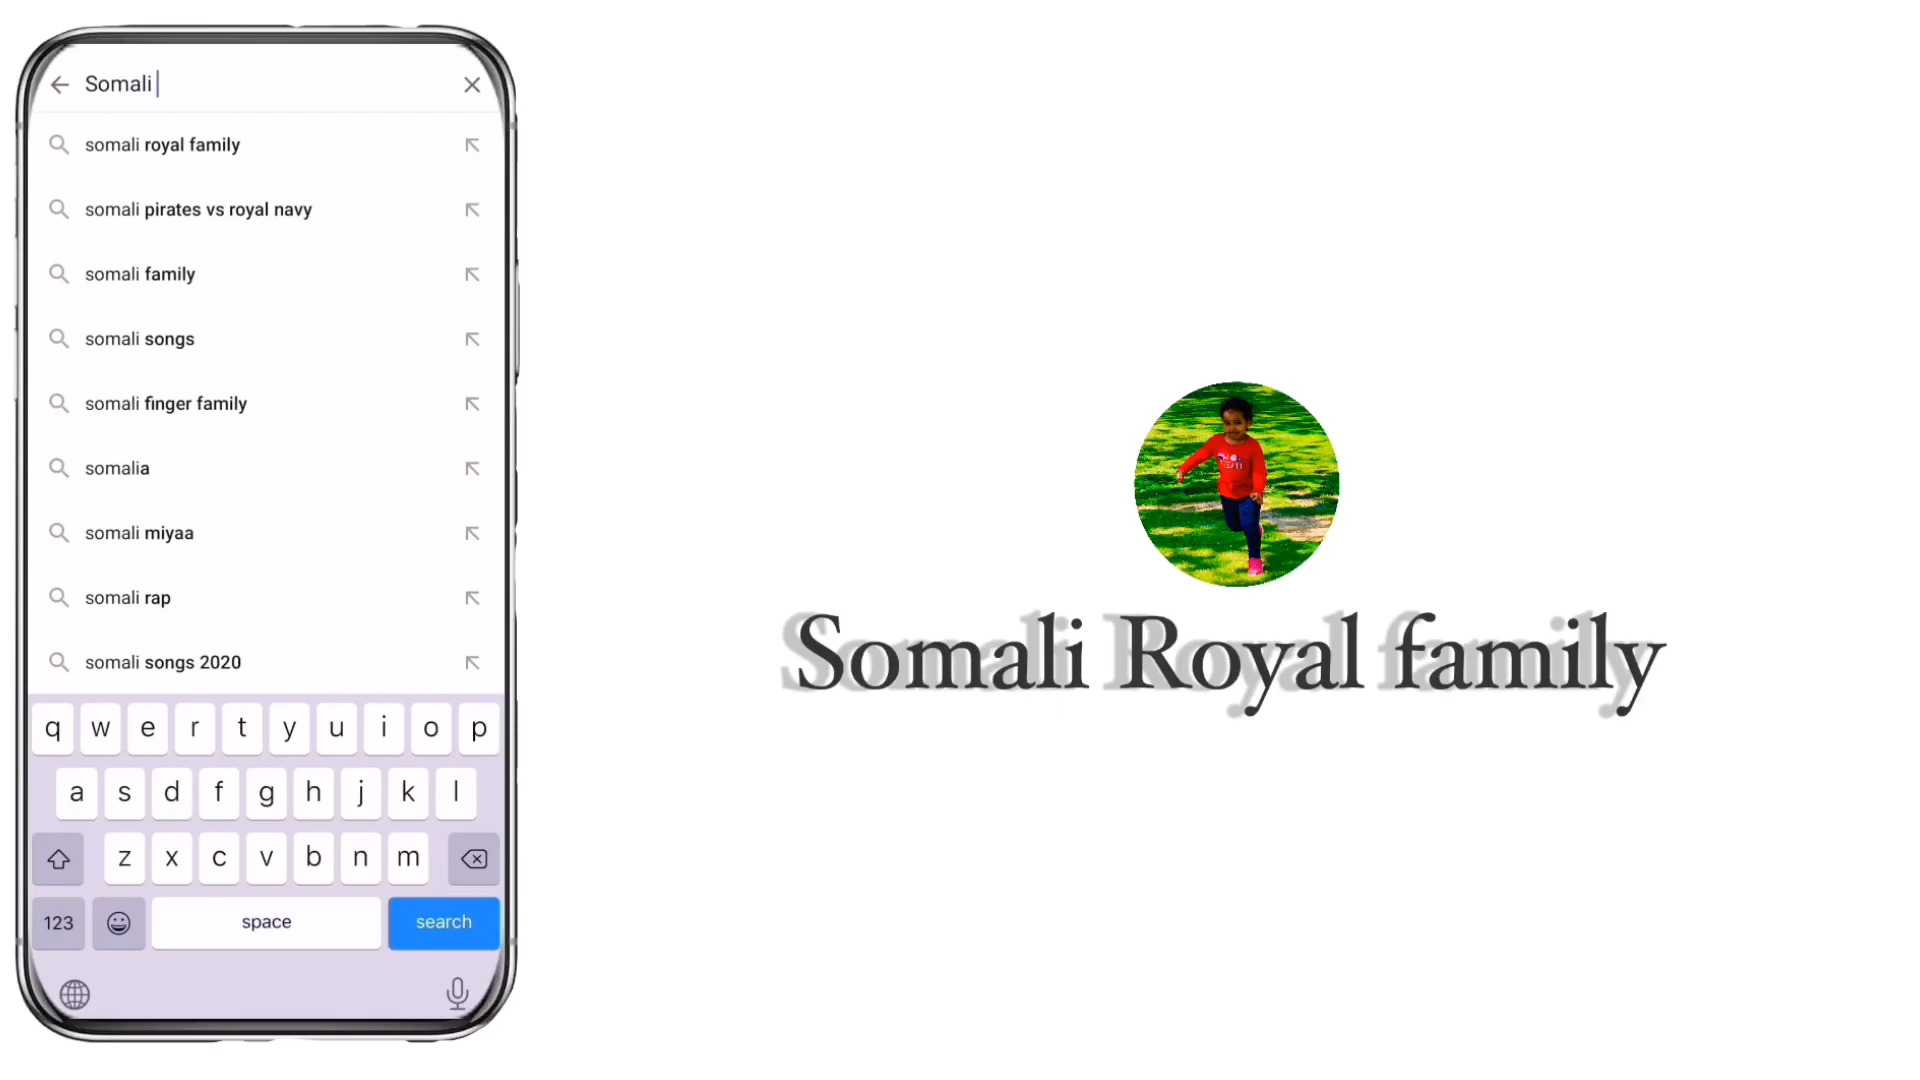 Somali
somali royal family
somali pirates vs royal navy
somali family
somali songs
somali finger family
somalia
somali miyaa
somali rap
somali songs 2020
q w e r t y u i o p
a s d f g h j k l
z x c v b n m
123 space search
Somali Royal family